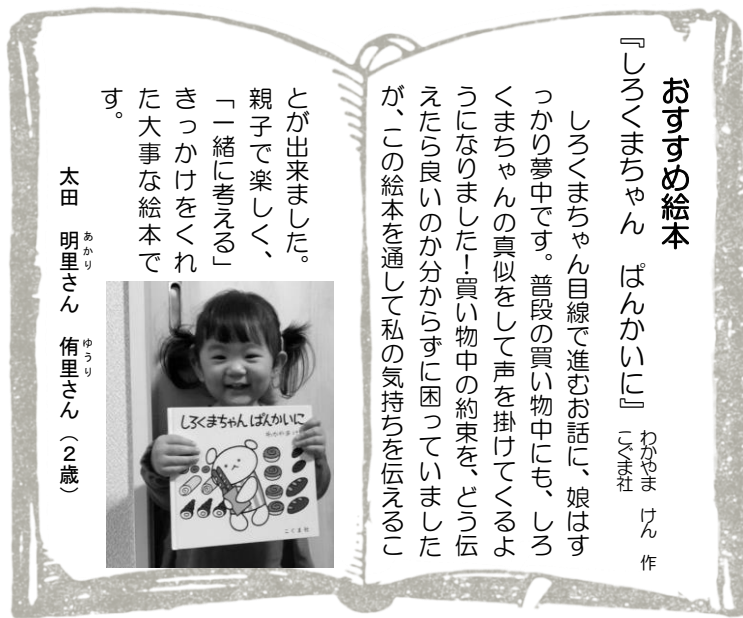 おすすめ絵本
『しろくまちゃん　ぱんかいに』
わかやま　けん　作
こぐま社
しろくまちゃん目線で進むお話に、娘はす
っかり夢中です。普段の買い物中にも、しろ
くまちゃんの真似をして声を掛けてくるよ
うになりました！買い物中の約束を、どう伝
えたら良いのか分からずに困っていました
が、この絵本を通して私の気持ちを伝えるこ
とが出来ました。
親子で楽しく、
「一緒に考える」
きっかけをくれ
た大事な絵本で
す。
しろくまちゃんぱんかいに
こぐま社
太田　明里さん　侑里さん（２歳）
あかり
ゆうり